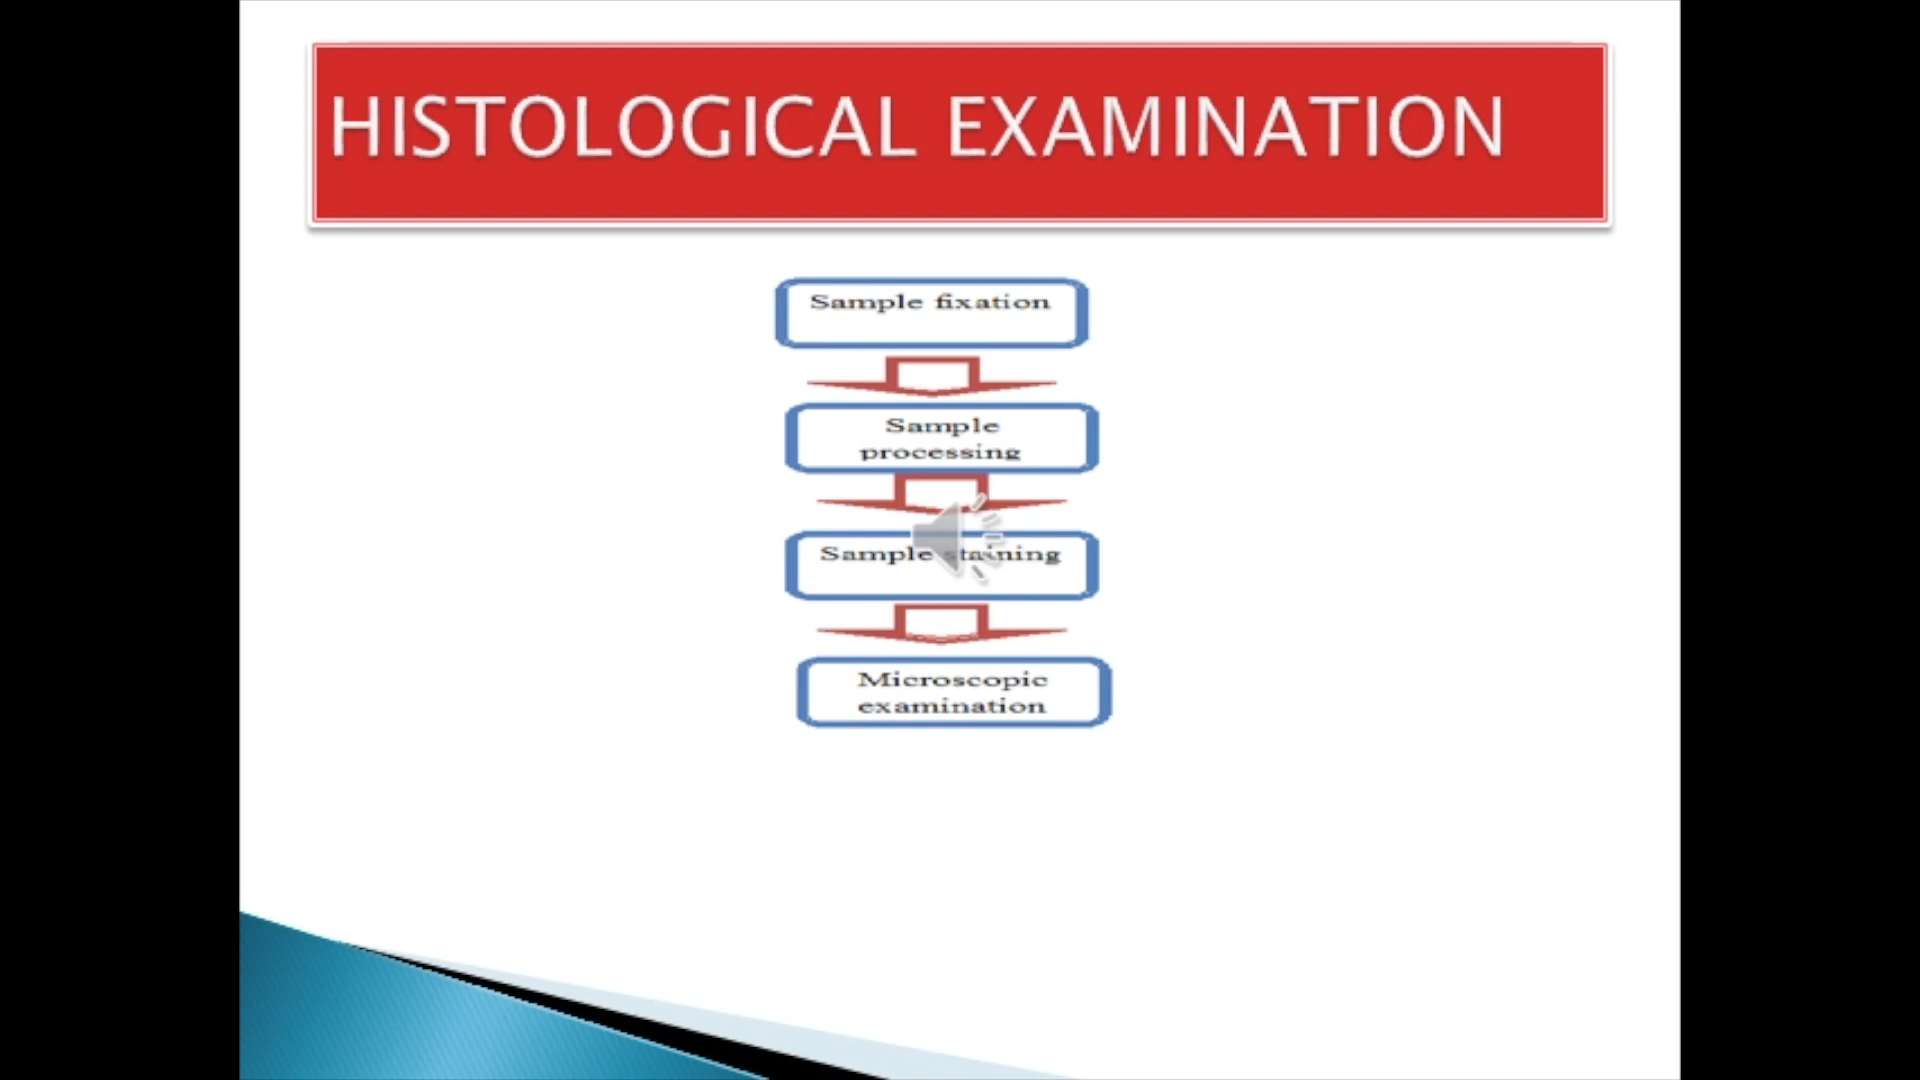 HISTOLOGICAL EXAMINATION
Sample fixation
Sample
processing
Sample staining
Microscopic
examination